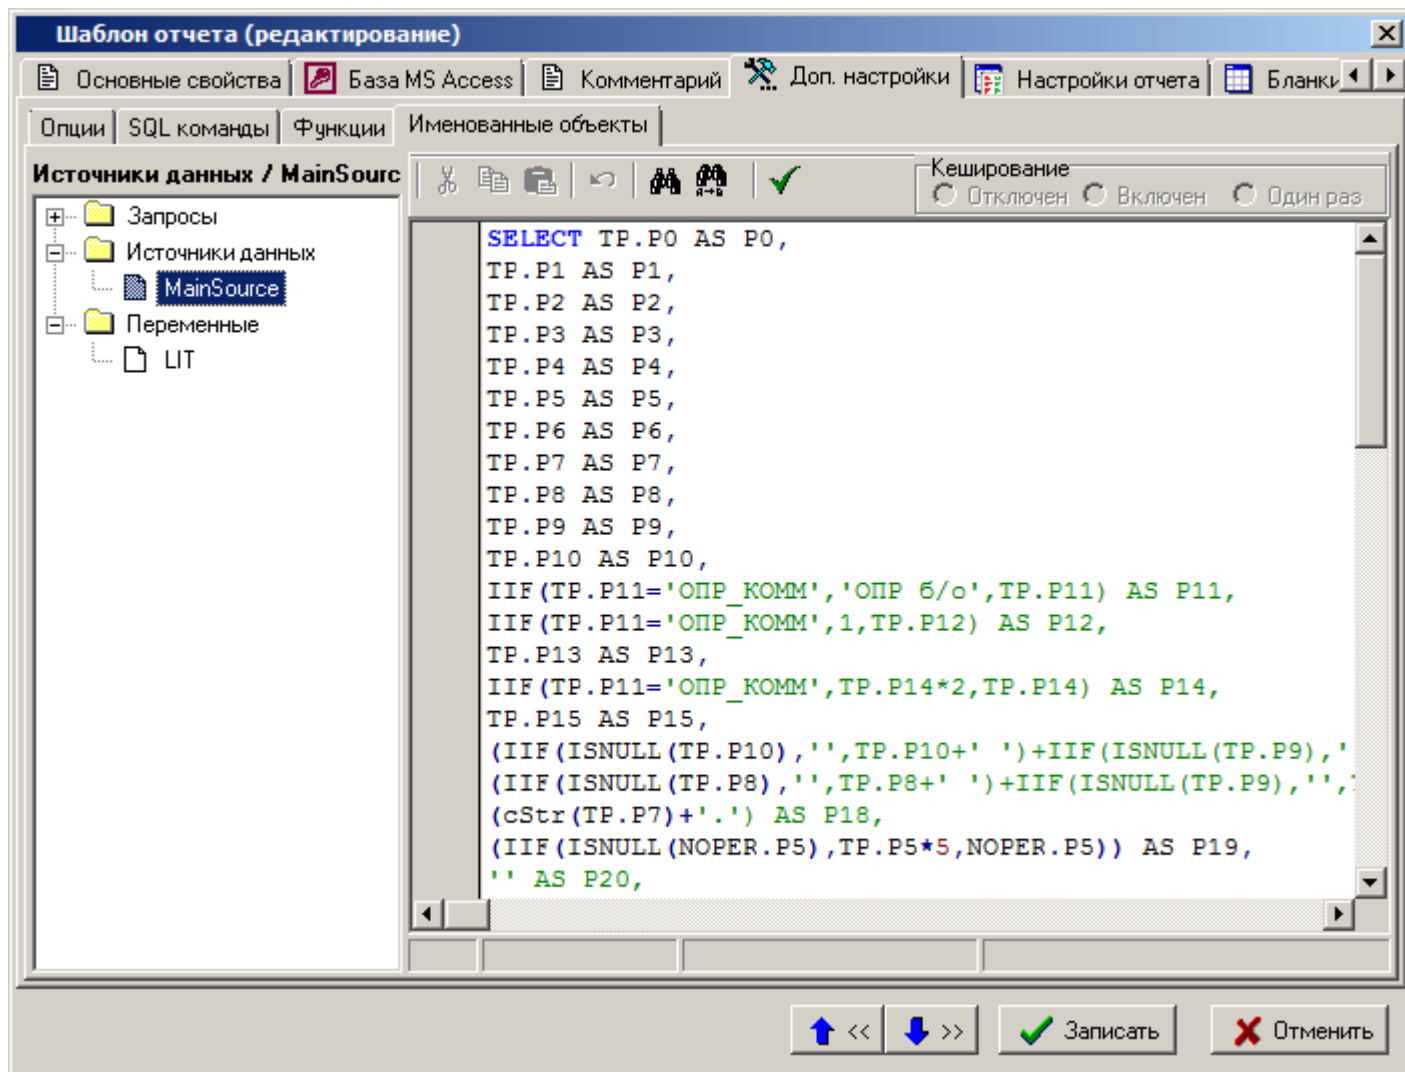 Шаблон отчета (редактирование)
Основные свойства База MS Access Комментарий Доп. настройки Настройки отчета Бланки
Опции SQL команды Функции Именованные объекты
Источники данных / MainSourc
Кеширование
Отключен Включен Один раз
Запросы
Источники данных
MainSource
Переменные
LIT
SELECT TP.P0 AS P0,
TP.P1 AS P1,
TP.P2 AS P2,
TP.P3 AS P3,
TP.P4 AS P4,
TP.P5 AS P5,
TP.P6 AS P6,
TP.P7 AS P7,
TP.P8 AS P8,
TP.P9 AS P9,
TP.P10 AS P10,
IIF(TP.P11='ОПР_КОММ','ОПР б/о',TP.P11) AS P11,
IIF(TP.P11='ОПР_КОММ',1,TP.P12) AS P12,
TP.P13 AS P13,
IIF(TP.P11='ОПР_КОММ',TP.P14*2,TP.P14) AS P14,
TP.P15 AS P15,
(IIF(ISNULL(TP.P10),'',TP.P10+' ')+IIF(ISNULL(TP.P9),'
(IIF(ISNULL(TP.P8),'',TP.P8+' ')+IIF(ISNULL(TP.P9),'',
(cStr(TP.P7)+'.') AS P18,
(IIF(ISNULL(NOPER.P5),TP.P5*5,NOPER.P5)) AS P19,
'' AS P20,
<< >> Записать Отменить